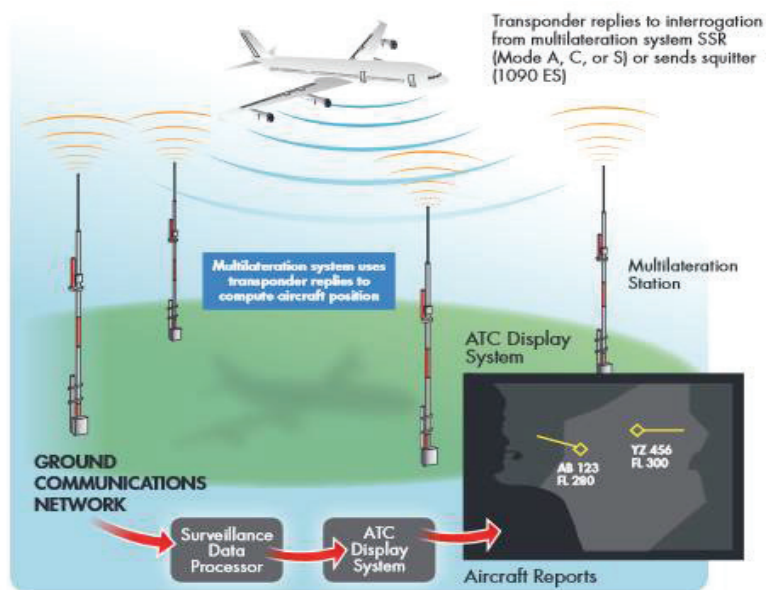 Transponder replies to interrogation
from multilateration system SSR
(Mode A, C, or S) or sends squitter
(1090 ES)
Multilateration system uses
transponder replies to
compute aircraft position
Multilateration
Station
ATC Display
System
AB 123
FL 280
YZ 456
FL 300
GROUND
COMMUNICATIONS
NETWORK
Surveillance
Data
Processor
ATC
Display
System
Aircraft Reports